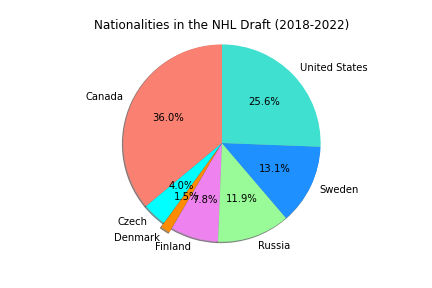 Nationalities in the NHL Draft (2018-2022)
United States
Canada
25.6%
36.0%
13.1%
Sweden
4.0%
1.5%
7.8%
11.9%
Czech
Denmark
Finland
Russia